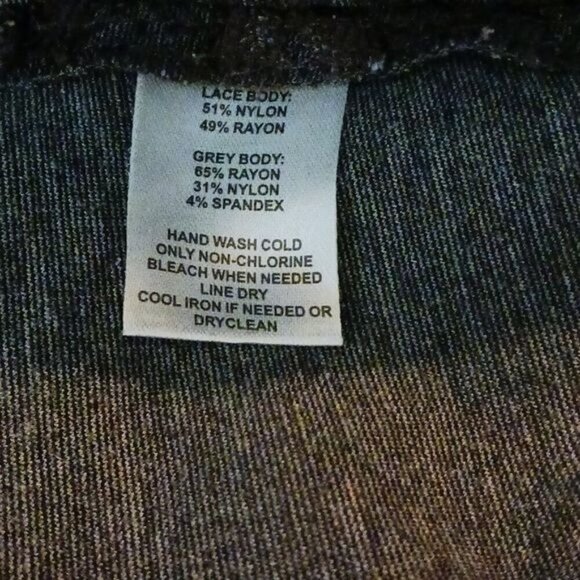 LACE BODY:
51% NYLON
49% RAYON
GREY BODY:
65% RAYON
31% NYLON
4% SPANDEX
HAND WASH COLD
ONLY NON-CHLORINE
BLEACH WHEN NEEDED
LINE DRY
COOL IRON IF NEEDED OR
DRYCLEAN